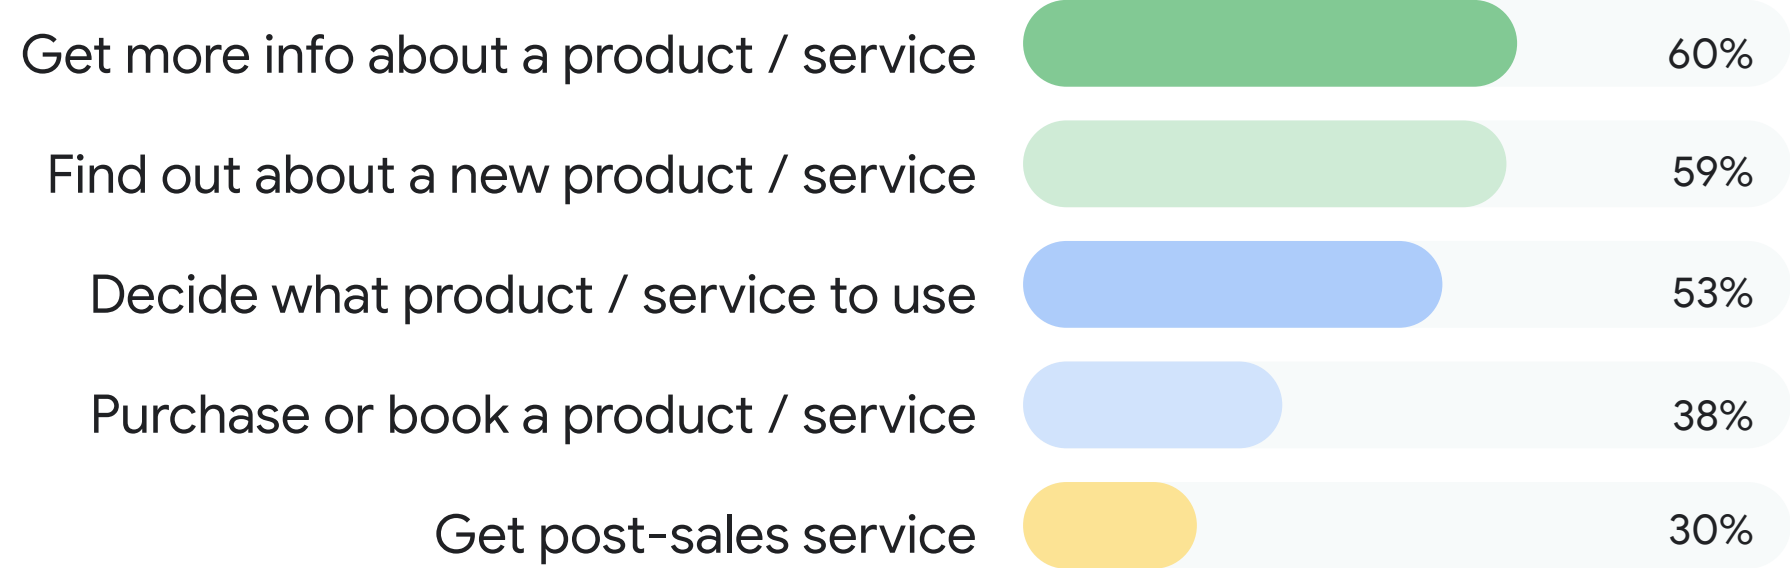 Get more info about a product / service 60%
Find out about a new product / service 59%
Decide what product / service to use 53%
Purchase or book a product / service 38%
Get post-sales service 30%